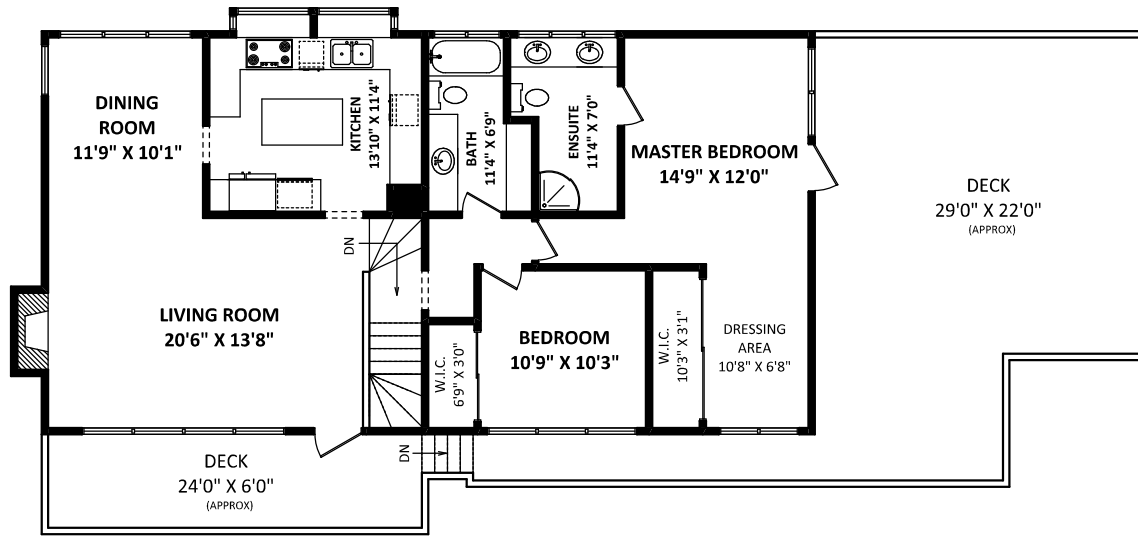 DINING
ROOM
11'9" X 10'1"
KITCHEN
13'10" X 11'4"
BATH
11'4" X 6'9"
ENSUITE
11'4" X 7'0"
MASTER BEDROOM
14'9" X 12'0"
DECK
29'0" X 22'0"
(APPROX)
DN
LIVING ROOM
20'6" X 13'8"
W.I.C.
6'9" X 3'0"
BEDROOM
10'9" X 10'3"
W.I.C.
10'3" X 3'1"
DRESSING
AREA
10'8" X 6'8"
DECK
24'0" X 6'0"
(APPROX)
DN